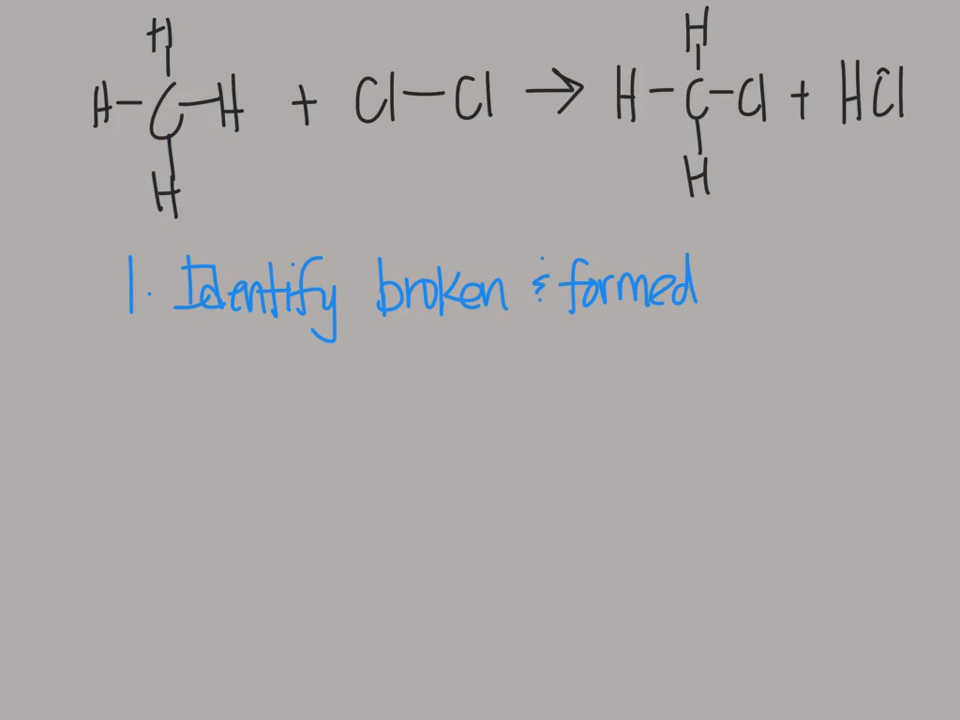 H H
H-C-H + Cl-Cl → H-C-Cl + HCl
H H
1. Identify broken & formed